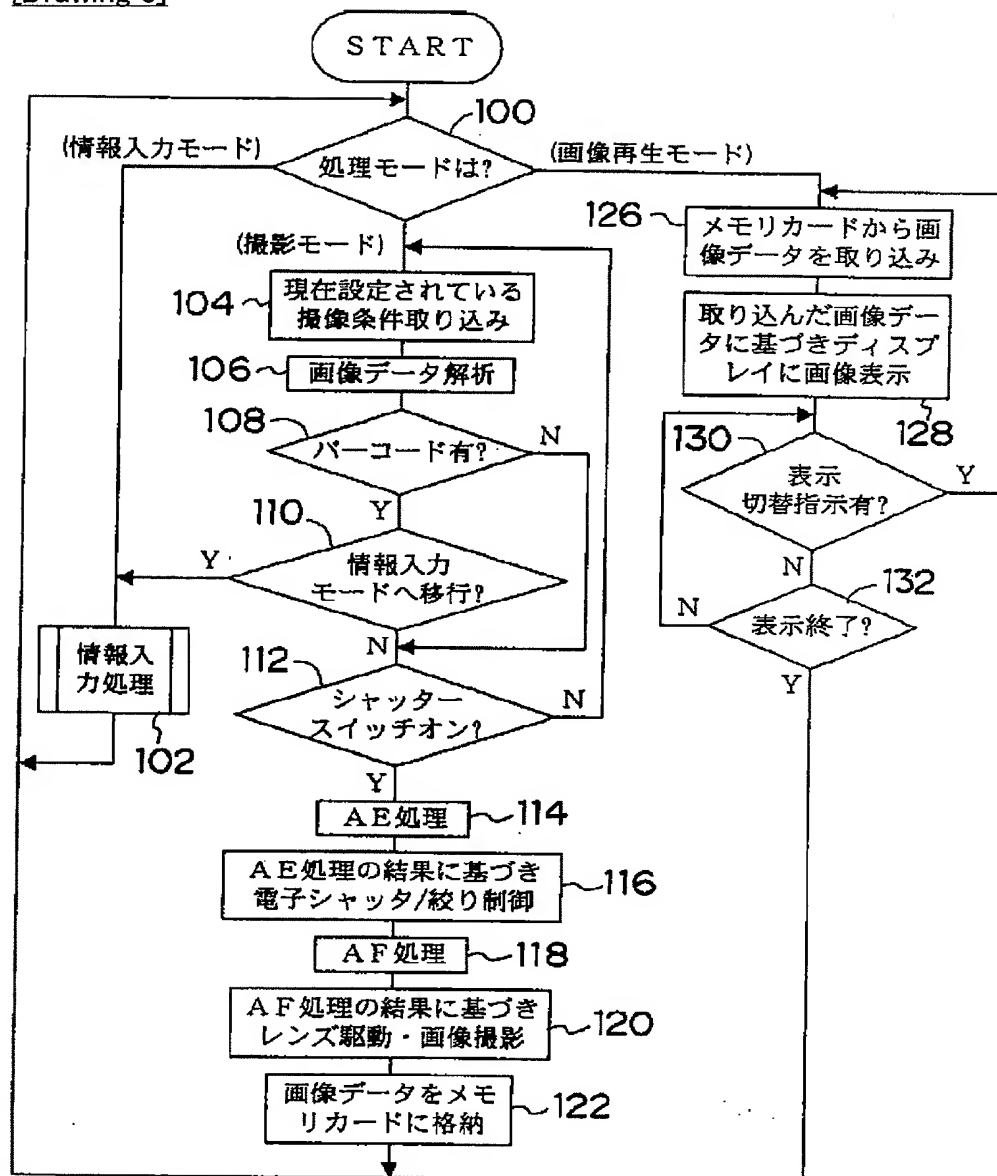 START
100
(情報入力モード)
処理モードは?
(画像再生モード)
(撮影モード)
104
現在設定されている
撮像条件取り込み
106
画像データ解析
108
バーコード有?
N
Y
110
情報入力
モードへ移行?
Y
N
情報入
力処理
102
112
シャッター
スイッチオン?
N
Y
AE処理
114
AE処理の結果に基づき
電子シャッタ/絞り制御
116
AF処理
118
AF処理の結果に基づき
レンズ駆動・画像撮影
120
画像データをメモ
リカードに格納
122
126
メモリカードから画
像データを取り込み
取り込んだ画像デー
タに基づきディスプ
レイに画像表示
128
130
表示
切替指示有?
Y
N
132
表示終了?
N
Y